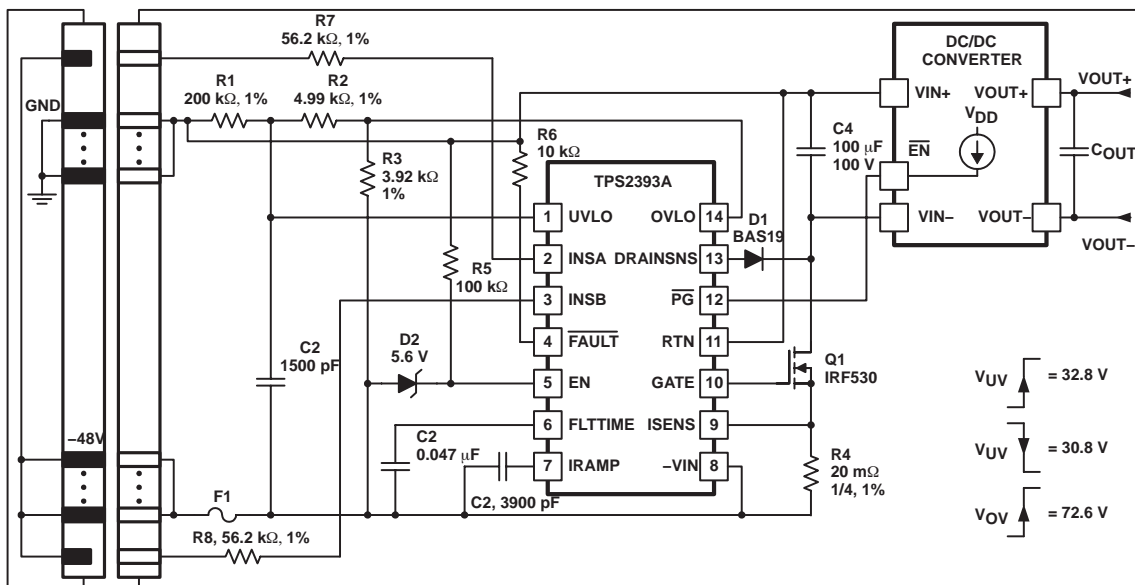 R7
56.2 kΩ, 1%
DC/DC
CONVERTER
R1
200 kΩ, 1%
R2
4.99 kΩ, 1%
GND
VIN+
VOUT+
VOUT+
VDD
R6
10 kΩ
C4
100 μF
100 V
EN
COUT
R3
3.92 kΩ
1%
TPS2393A
1
UVLO
OVLO
14
D1
BAS19
VIN–
VOUT–
VOUT–
2
INSA
DRAINSNS
13
R5
100 kΩ
3
INSB
PG
12
C2
1500 pF
D2
5.6 V
4
FAULT
RTN
11
Q1
IRF530
5
EN
GATE
10
VUV
= 32.8 V
6
FLTTIME
ISENS
9
–48V
C2
0.047 μF
VUV
= 30.8 V
7
IRAMP
–VIN
8
R4
20 mΩ
1/4, 1%
F1
C2, 3900 pF
VOV
= 72.6 V
R8, 56.2 kΩ, 1%